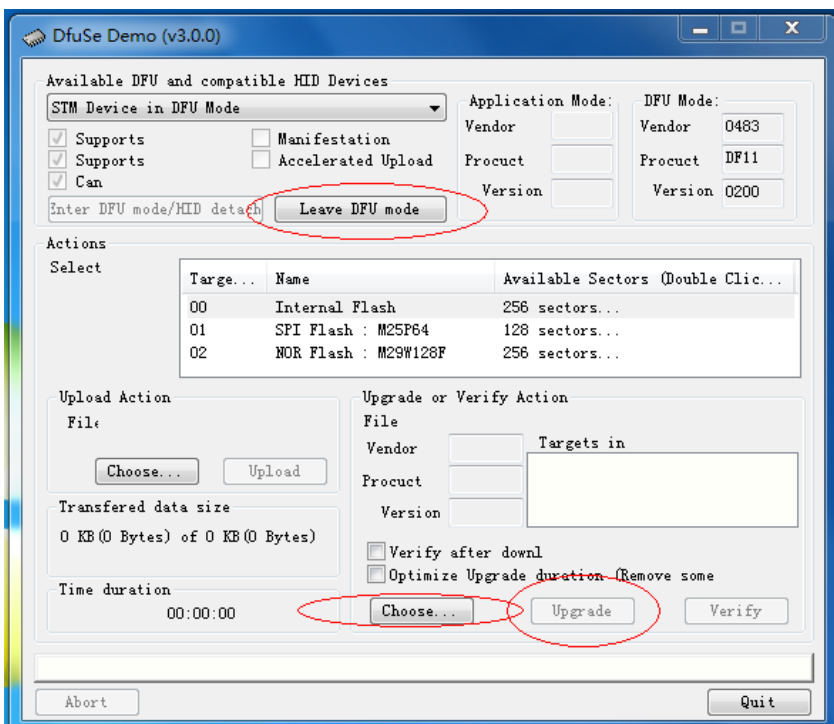 DfuSe Demo (v3.0.0)
Available DFU and compatible HID Devices
STM Device in DFU Mode
Supports
Manifestation
Supports
Accelerated Upload
Can
Enter DFU mode/HID detach
Leave DFU mode
Application Mode:
Vendor
Procuct
Version
DFU Mode:
Vendor 0483
Procuct DF11
Version 0200
Actions
Select
Targe... Name Available Sectors (Double Clic...
00 Internal Flash 256 sectors...
01 SPI Flash : M25P64 128 sectors...
02 NOR Flash : M29W128F 256 sectors...
Upload Action
File
Choose... Upload
Transfered data size
0 KB(0 Bytes) of 0 KB(0 Bytes)
Time duration
00:00:00
Upgrade or Verify Action
File
Vendor
Procuct
Version
Targets in
Verify after downl
Optimize Upgrade duration (Remove some
Choose... Upgrade Verify
Abort Quit